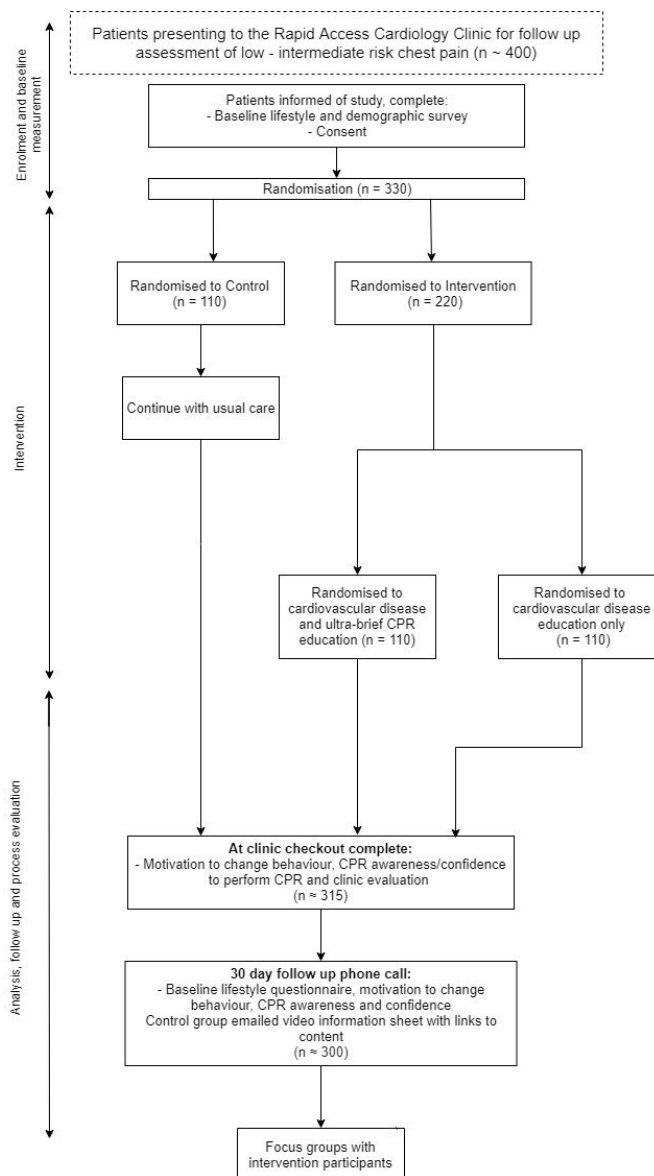 Patients presenting to the Rapid Access Cardiology Clinic for follow up
assessment of low - intermediate risk chest pain (n ~ 400)
Enrolment and baseline
measurement
Patients informed of study, complete:
- Baseline lifestyle and demographic survey
- Consent
Randomisation (n = 330)
Intervention
Randomised to Control
(n = 110)
Randomised to Intervention
(n = 220)
Continue with usual care
Randomised to
cardiovascular disease
and ultra-brief CPR
education (n = 110)
Randomised to
cardiovascular disease
education only
(n = 110)
Analysis, follow up and process evaluation
At clinic checkout complete:
- Motivation to change behaviour, CPR awareness/confidence
to perform CPR and clinic evaluation
(n ≈ 315)
30 day follow up phone call:
- Baseline lifestyle questionnaire, motivation to change
behaviour, CPR awareness and confidence
Control group emailed video information sheet with links to
content
(n ≈ 300)
Focus groups with
intervention participants